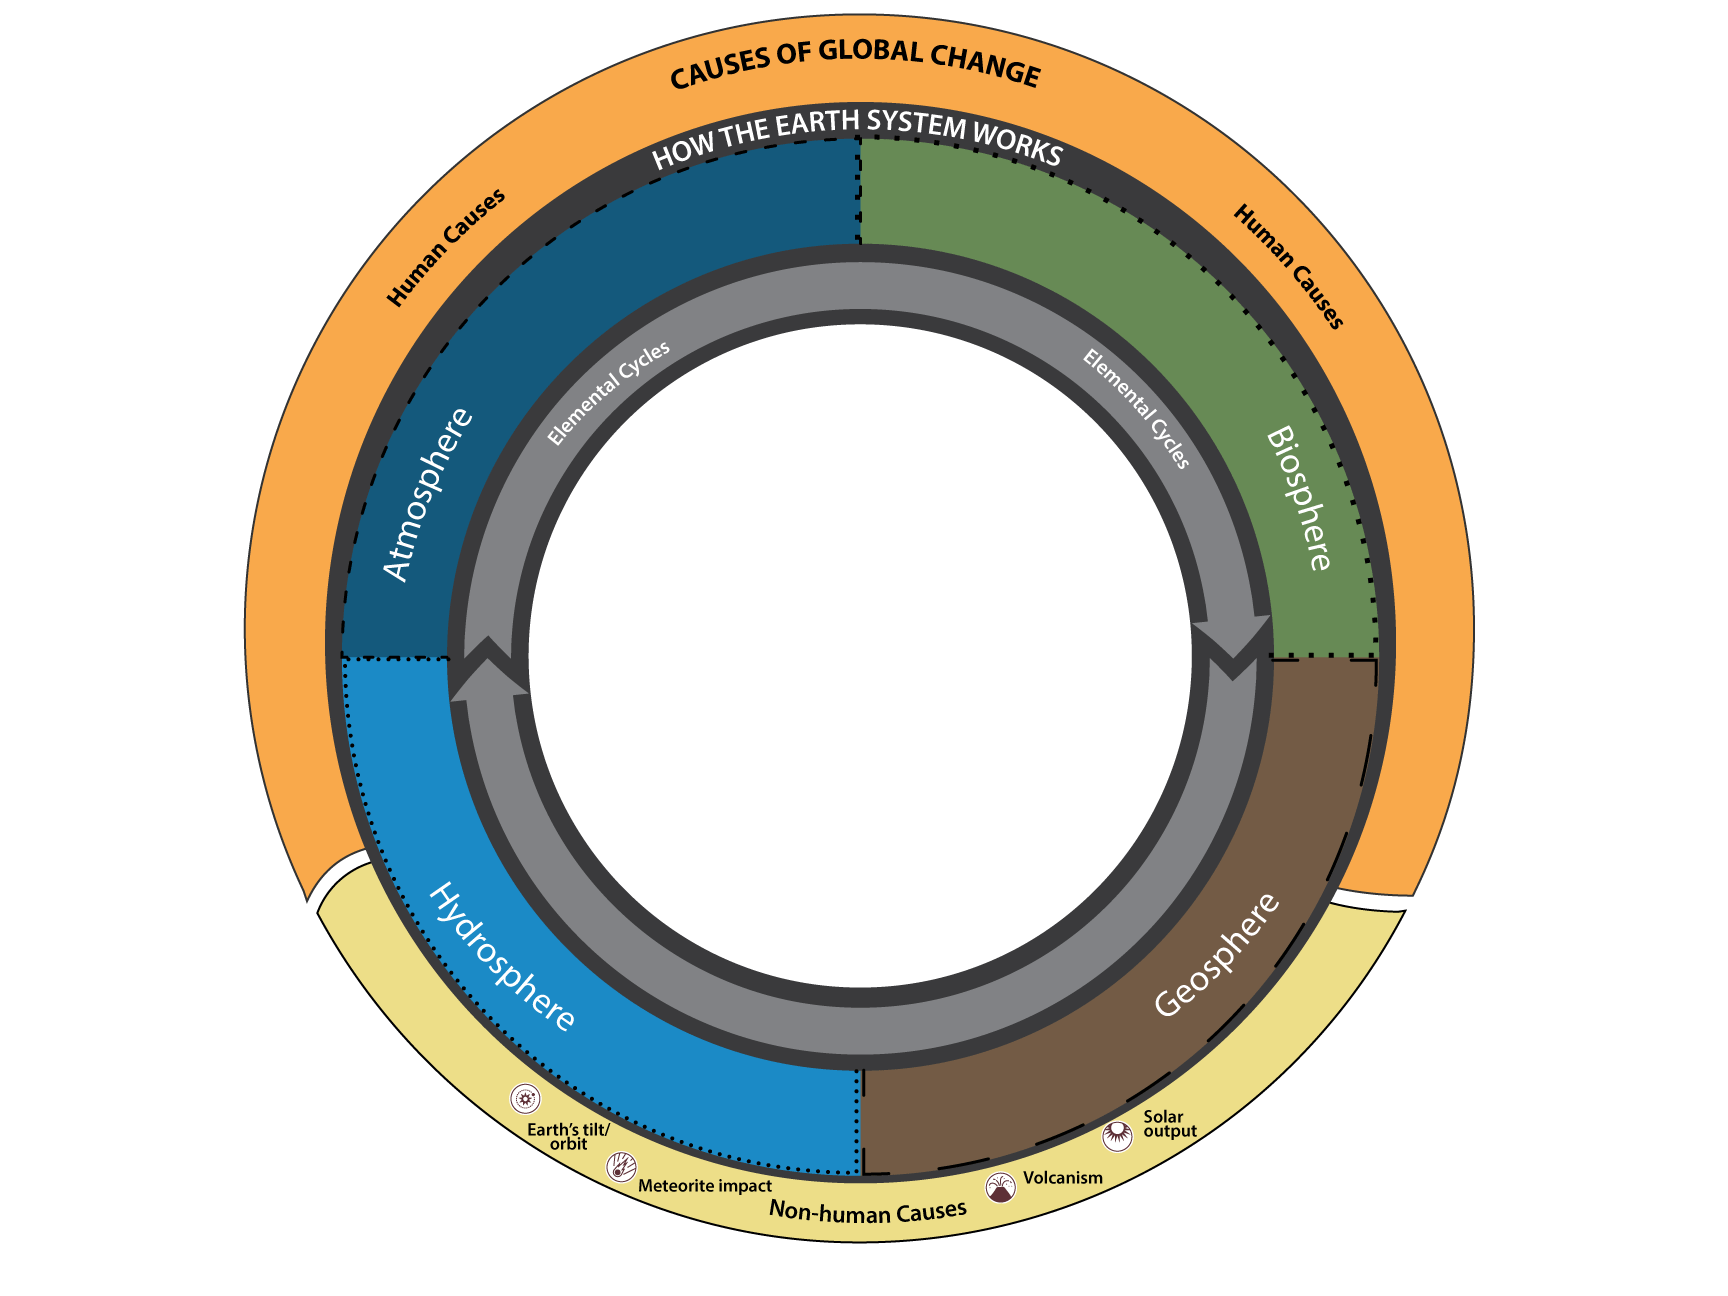 CAUSES OF GLOBAL CHANGE
HOW THE EARTH SYSTEM WORKS
Human Causes
Human Causes
Elemental Cycles
Elemental Cycles
Atmosphere
Biosphere
Hydrosphere
Geosphere
Earth's tilt/
orbit
Meteorite impact
Non-human Causes
Volcanism
Solar
output